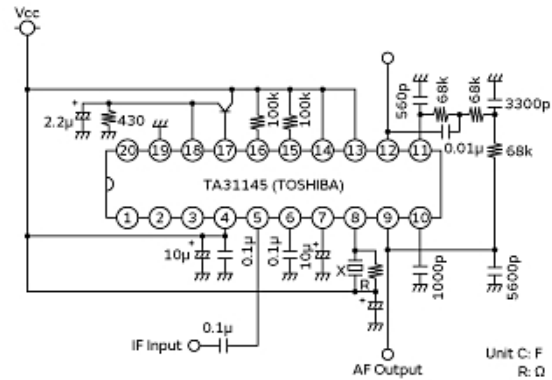 Vcc
2.2μ
430
100k
100k
560p
68k
68k
3300p
0.01μ
68k
20 19 18 17 16 15 14 13 12 11
TA31145 (TOSHIBA)
1 2 3 4 5 6 7 8 9 10
10μ
0.1μ
0.1μ
10μ
X
R
1000p
5600p
0.1μ
IF Input
AF Output
Unit C: F
R: Ω